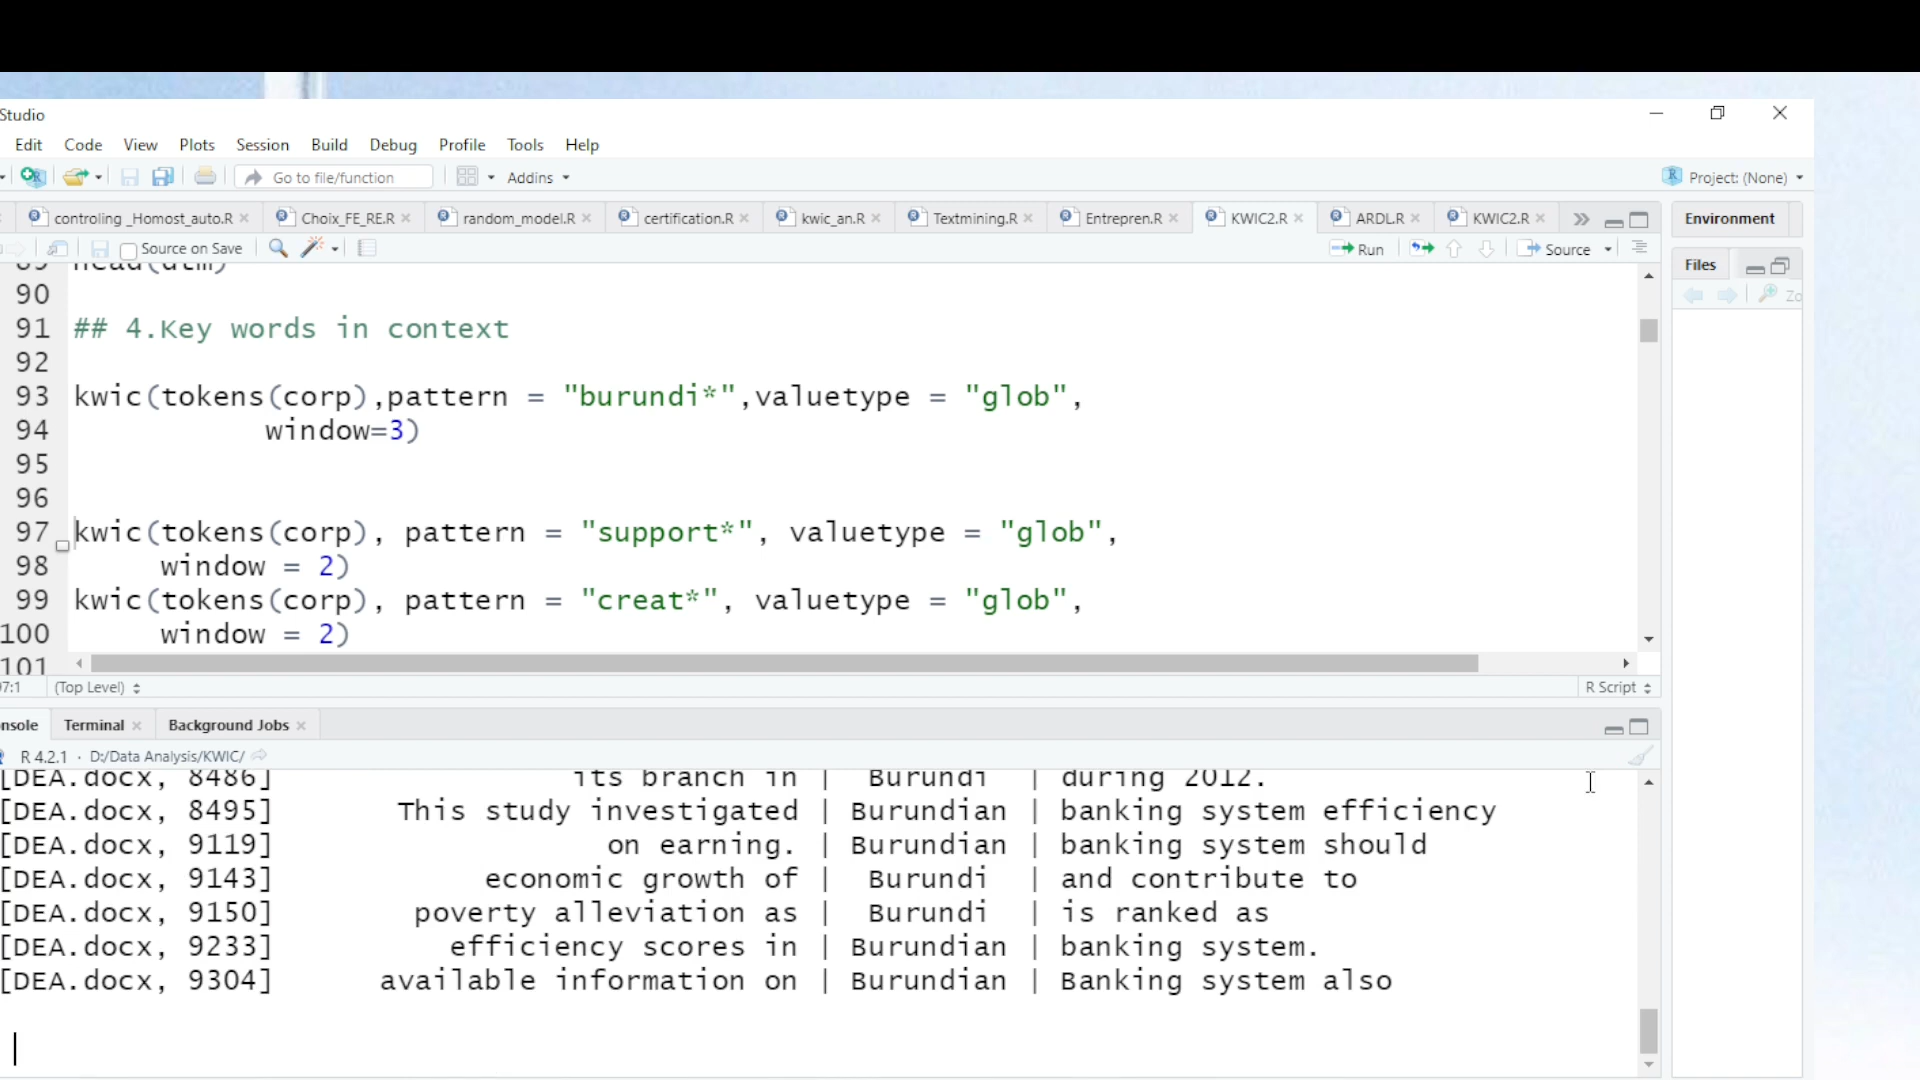 Studio
Edit Code View Plots Session Build Debug Profile Tools Help
Go to file/function Addins Project: (None)
controling _Homost_auto.R Choix_FE_RE.R random_model.R certification.R kwic_an.R Textmining.R Entrepren.R KWIC2.R ARDL.R KWIC2.R Environment
Source on Save Run Source Files
89 head(dtm)
90
91 ## 4.Key words in context
92
93 kwic(tokens(corp),pattern = "burundi*",valuetype = "glob",
94 window=3)
95
96
97 kwic(tokens(corp), pattern = "support*", valuetype = "glob",
98 window = 2)
99 kwic(tokens(corp), pattern = "creat*", valuetype = "glob",
100 window = 2)
101
97:1 (Top Level) R Script
nsole Terminal Background Jobs
R 4.2.1 · D:/Data Analysis/KWIC/
[DEA.docx, 8486] its branch in | Burundi | during 2012.
[DEA.docx, 8495] This study investigated | Burundian | banking system efficiency
[DEA.docx, 9119] on earning. | Burundian | banking system should
[DEA.docx, 9143] economic growth of | Burundi | and contribute to
[DEA.docx, 9150] poverty alleviation as | Burundi | is ranked as
[DEA.docx, 9233] efficiency scores in | Burundian | banking system.
[DEA.docx, 9304] available information on | Burundian | Banking system also